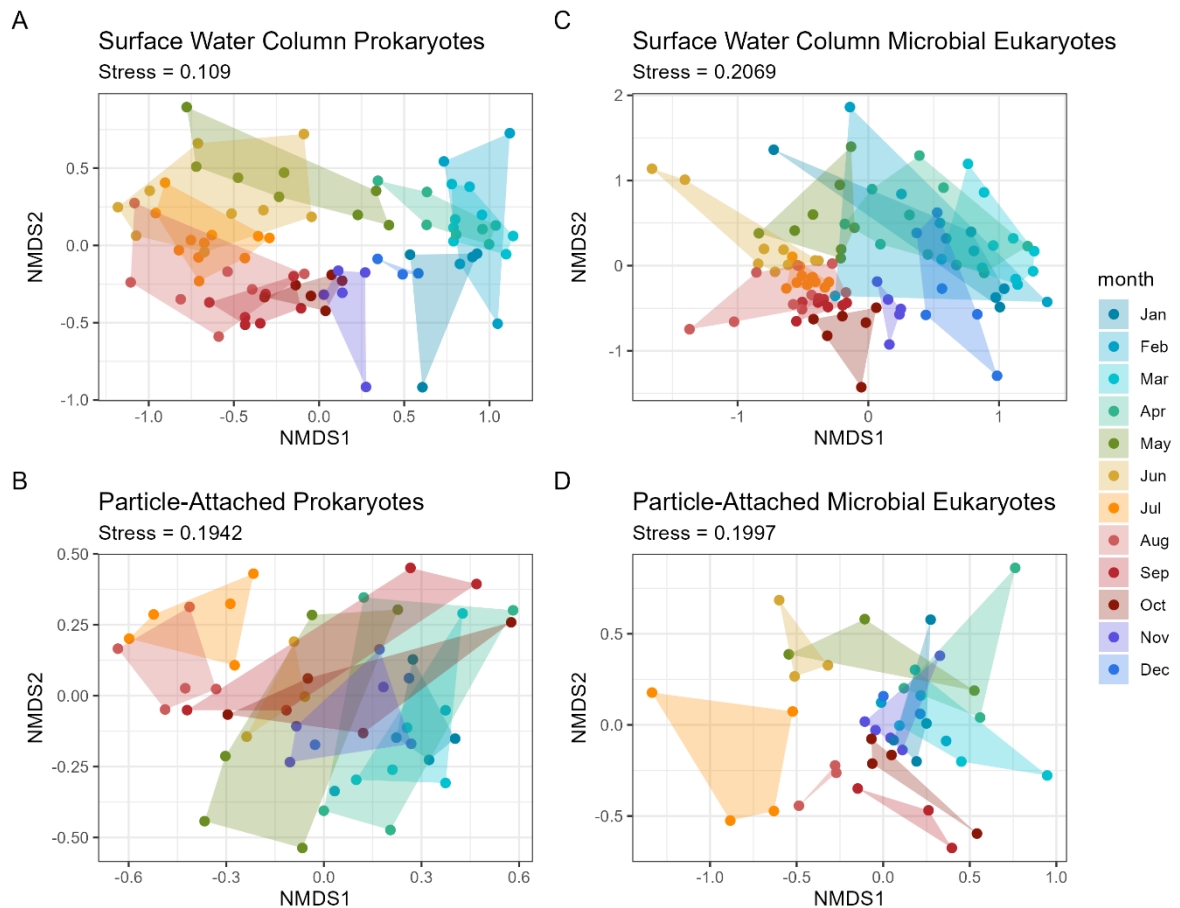 A
Surface Water Column Prokaryotes
Stress = 0.109
NMDS2
0.5
0.0
-0.5
-1.0
-1.0 -0.5 0.0 0.5 1.0
NMDS1
B
Particle-Attached Prokaryotes
Stress = 0.1942
NMDS2
0.50
0.25
0.00
-0.25
-0.50
-0.6 -0.3 0.0 0.3 0.6
NMDS1
C
Surface Water Column Microbial Eukaryotes
Stress = 0.2069
NMDS2
2
1
0
-1
-1 0 1
NMDS1
D
Particle-Attached Microbial Eukaryotes
Stress = 0.1997
NMDS2
0.5
0.0
-0.5
-1.0 -0.5 0.0 0.5 1.0
NMDS1
month
Jan
Feb
Mar
Apr
May
Jun
Jul
Aug
Sep
Oct
Nov
Dec